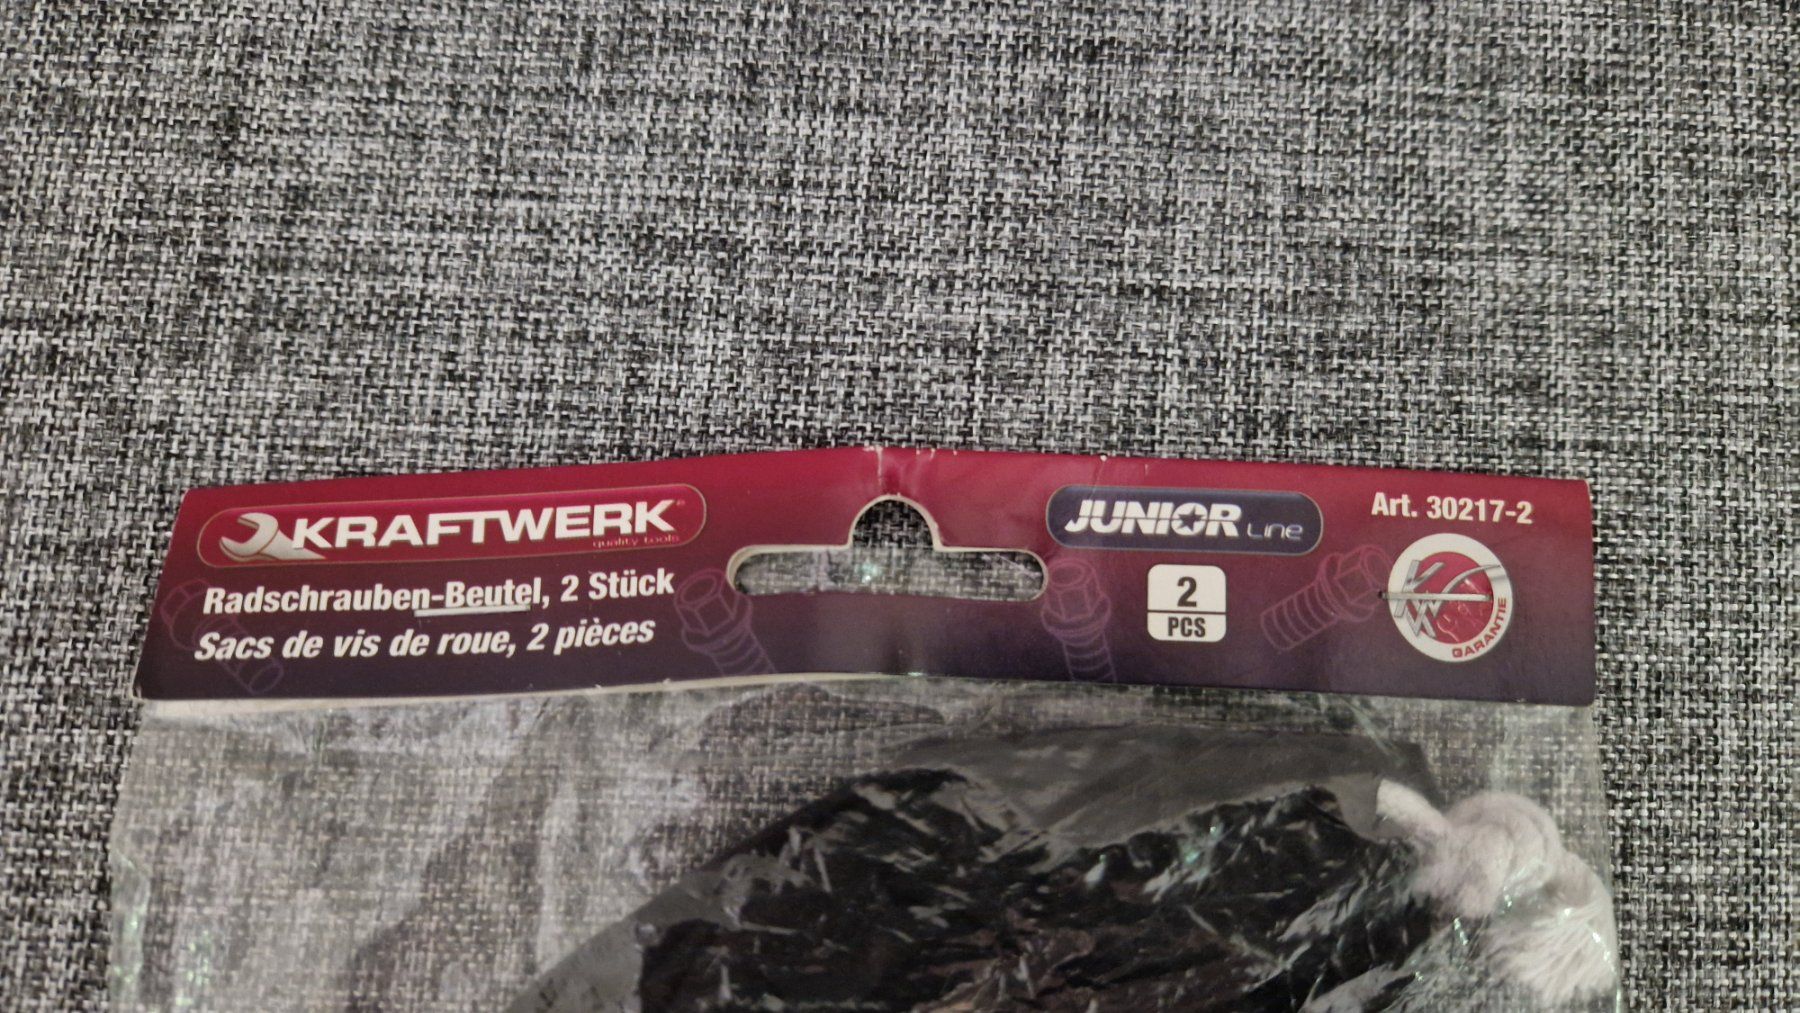 KRAFTWERK®
quality tools
Radschrauben-Beutel, 2 Stück
Sacs de vis de roue, 2 pièces
JUNIOR Line
2
PCS
Art. 30217-2
KW
GARANTIE